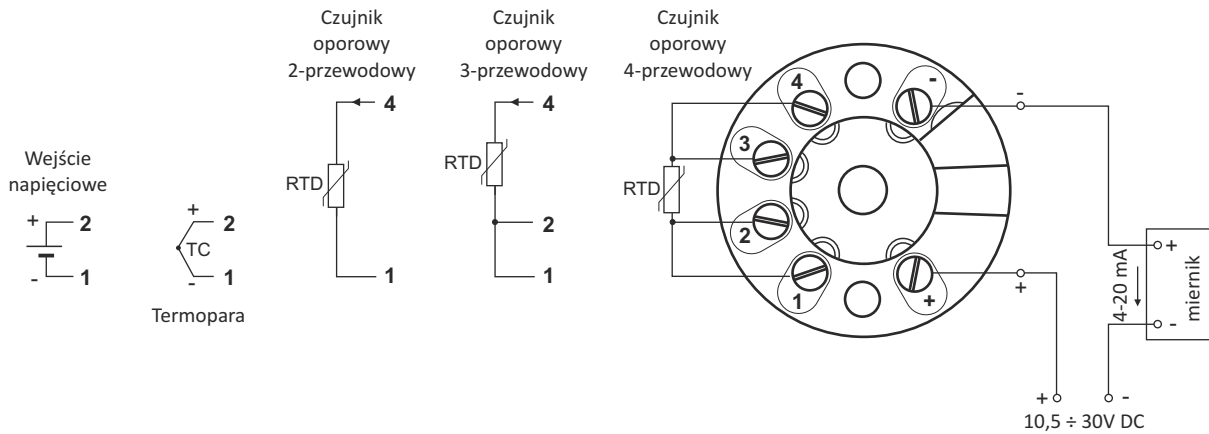 Czujnik
oporowy
2-przewodowy
4
RTD
1
Czujnik
oporowy
3-przewodowy
4
RTD
2
1
Czujnik
oporowy
4-przewodowy
RTD
4
3
2
1
-
+
-
+
Wejście
napięciowe
+ 2
- 1
+
2
TC
1
-
Termopara
4-20 mA
+
-
miernik
+ -
10,5 ÷ 30V DC